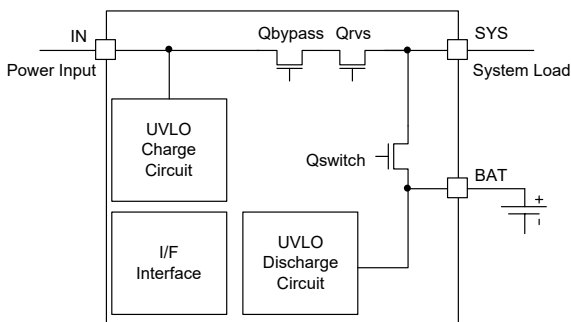 IN
Power Input
Qbypass
Qrvs
SYS
System Load
UVLO
Charge
Circuit
Qswitch
BAT
+
-
I/F
Interface
UVLO
Discharge
Circuit